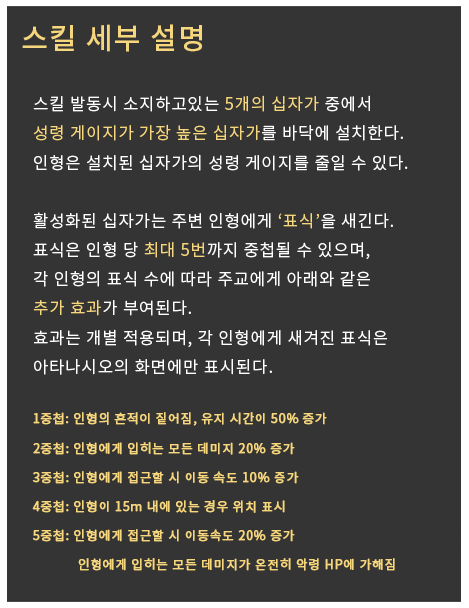 스킬 세부 설명
스킬 발동시 소지하고있는 5개의 십자가 중에서
성령 게이지가 가장 높은 십자가를 바닥에 설치한다.
인형은 설치된 십자가의 성령 게이지를 줄일 수 있다.
활성화된 십자가는 주변 인형에게 ‘표식’을 새긴다.
표식은 인형 당 최대 5번까지 중첩될 수 있으며,
각 인형의 표식 수에 따라 주교에게 아래와 같은
추가 효과가 부여된다.
효과는 개별 적용되며, 각 인형에게 새겨진 표식은
아타나시오의 화면에만 표시된다.
1중첩: 인형의 흔적이 짙어짐, 유지 시간이 50% 증가
2중첩: 인형에게 입히는 모든 데미지 20% 증가
3중첩: 인형에게 접근할 시 이동 속도 10% 증가
4중첩: 인형이 15m 내에 있는 경우 위치 표시
5중첩: 인형에게 접근할 시 이동속도 20% 증가
인형에게 입히는 모든 데미지가 온전히 악령 HP에 가해짐